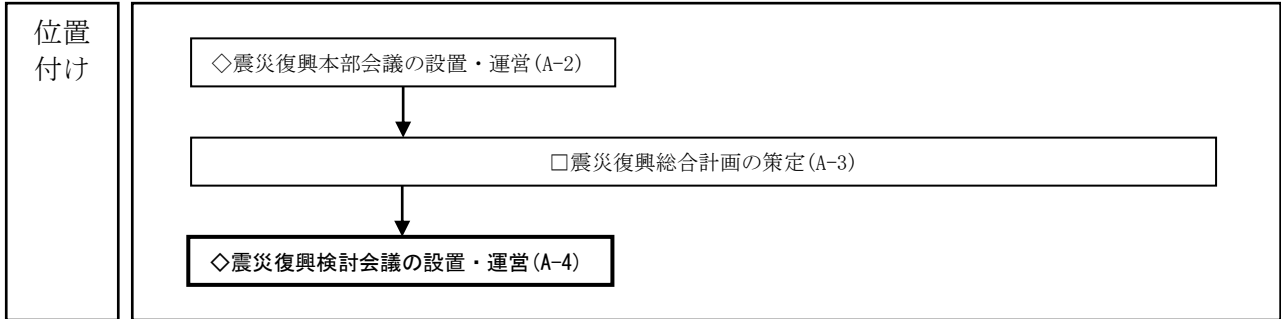 位置
付け
◇震災復興本部会議の設置・運営(A-2)
□震災復興総合計画の策定(A-3)
◇震災復興検討会議の設置・運営(A-4)